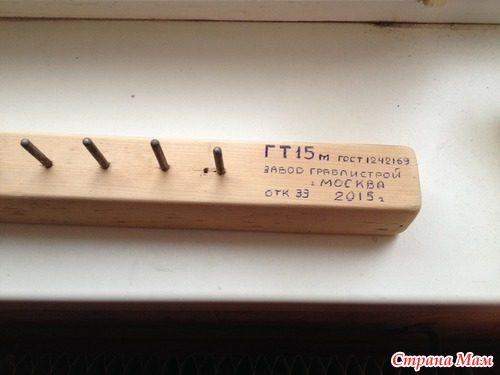 ГТ15м ГОСТ1242169
ЗАВОД ГРАБЛИСТРОЙ
г. МОСКВА
ОТК 33 2015г
Страна Мам